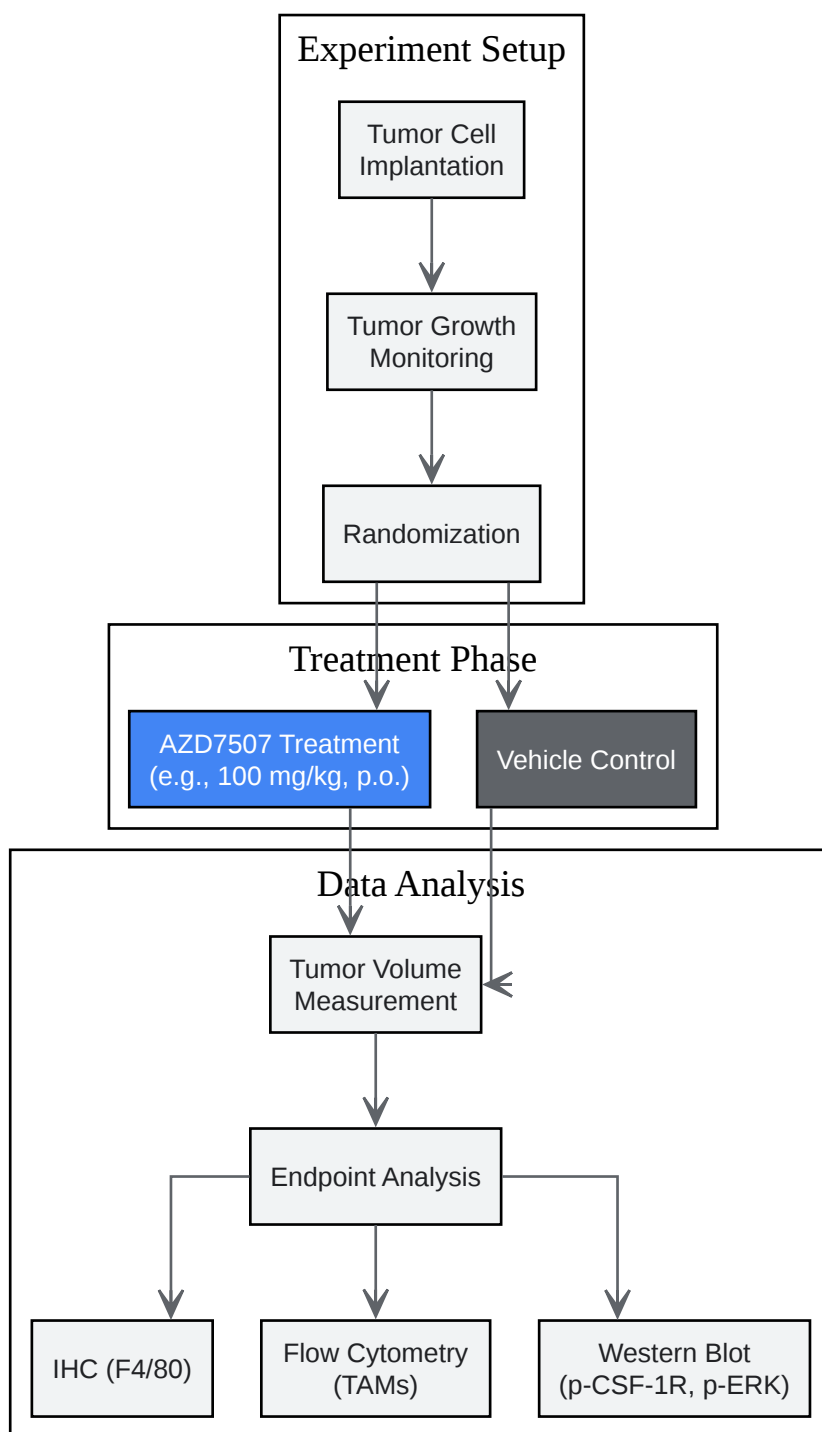 Experiment Setup
Tumor Cell
Implantation
Tumor Growth
Monitoring
Randomization
Treatment Phase
AZD7507 Treatment
(e.g., 100 mg/kg, p.o.)
Vehicle Control
Data Analysis
Tumor Volume
Measurement
Endpoint Analysis
IHC (F4/80)
Flow Cytometry
(TAMs)
Western Blot
(p-CSF-1R, p-ERK)